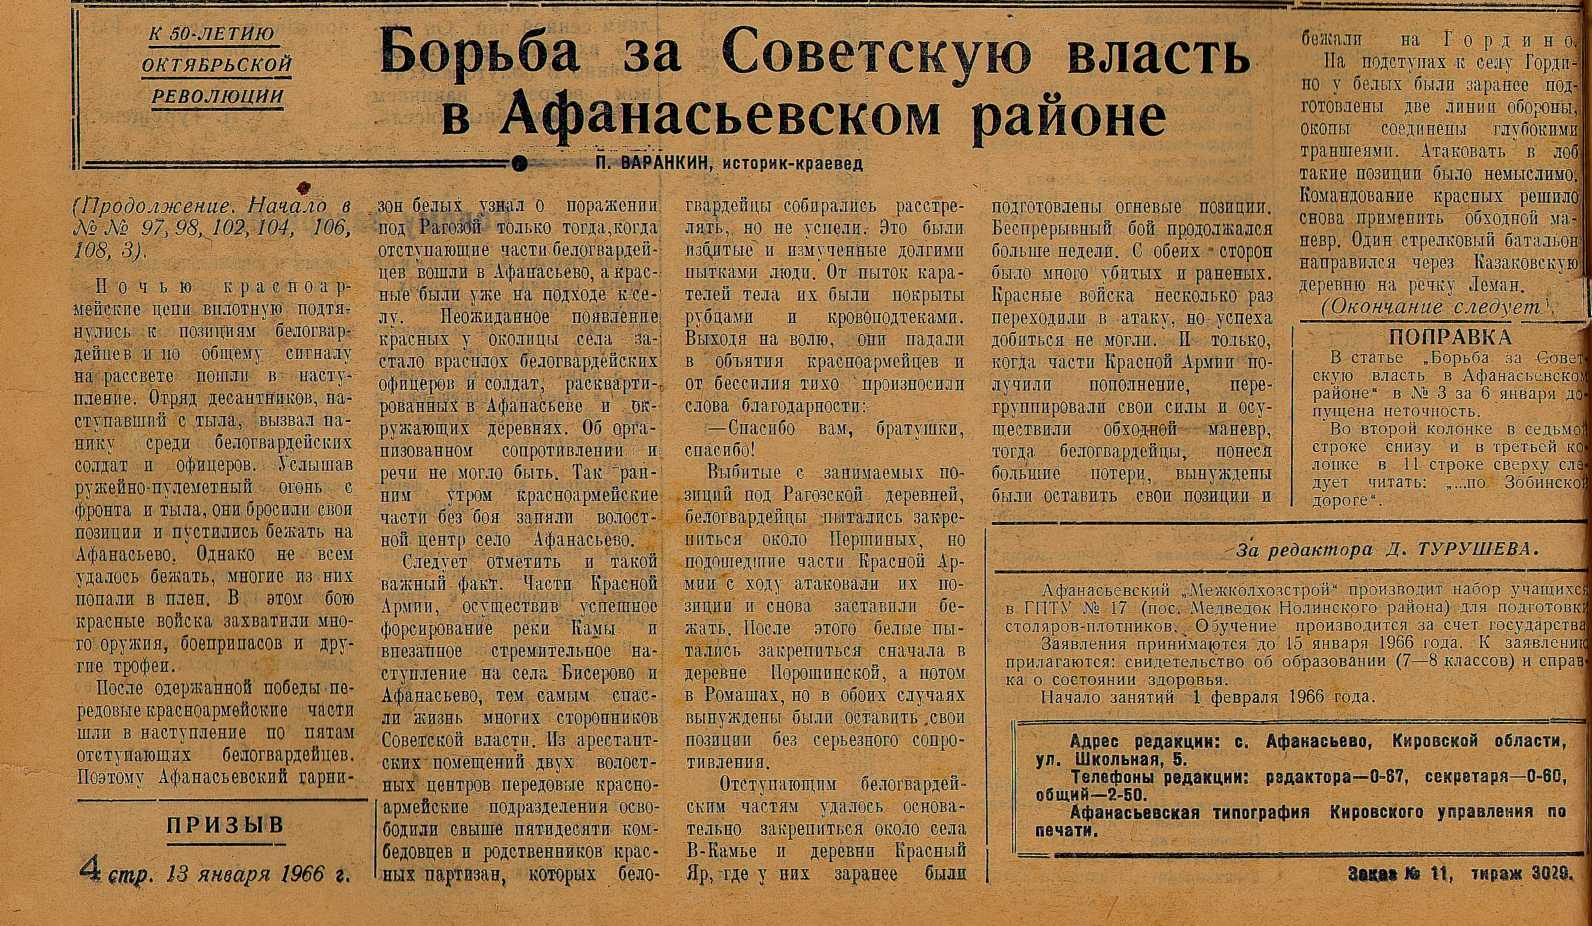 К 50-ЛЕТИЮ
ОКТЯБРЬСКОЙ
РЕВОЛЮЦИИ
Борьба за Советскую власть
в Афанасьевском районе
П. ВАРАНКИН, историк-краевед
(Продолжение. Начало в
№№ 97, 98, 102, 104, 106,
108, 3).
Ночью красноар-
мейские цепи вплотную подтя-
нулись к позициям белогвар-
дейцев и по общему сигналу
на рассвете пошли в насту-
пление. Отряд десантников, на-
ступавший с тыла, вызвал па-
нику среди белогвардейских
солдат и офицеров. Услышав
ружейно-пулеметный огонь с
фронта и тыла, они бросили свои
позиции и пустились бежать на
Афанасьево. Однако не всем
удалось бежать, многие из них
попали в плен. В этом бою
красные войска захватили мно-
го оружия, боеприпасов и дру-
гие трофеи.
После одержанной победы пе-
редовые красноармейские части
шли в наступление по пятам
отступающих белогвардейцев.
Поэтому Афанасьевский гарни-
зон белых узнал о поражении
под Рагозой только тогда, когда
отступающие части белогвардей-
цев вошли в Афанасьево, а крас-
ные были уже на подходе к се-
лу. Неожиданное появление
красных у околицы села за-
стало врасплох белогвардейских
офицеров и солдат, расквартиро-
рованных в Афанасьеве и ок-
ружающих деревнях. Об орга-
низованном сопротивлении и
речи не могло быть. Так ран-
ним утром красноармейские
части без боя заняли волост-
ной центр село Афанасьево.
Следует отметить и такой
важный факт. Части Красной
Армии, осуществив успешное
форсирование реки Камы и
внезапное стремительное на-
ступление на села Бисерово и
Афанасьево, тем самым спас-
ли жизнь многих сторонников
Советской власти. Из арестант-
ских помещений двух волост-
ных центров передовые красно-
армейские подразделения осво-
бодили свыше пятидесяти ком-
бедовцев и родственников крас-
ных партизан, которых бело-
гвардейцы собирались расстре-
лять, но не успели. Это были
избитые и измученные долгими
пытками люди. От пыток кара-
телей тела их были покрыты
рубцами и кровоподтеками.
Выходя на волю, они падали
в объятия красноармейцев и
от бессилия тихо произносили
слова благодарности:
—Спасибо вам, братушки,
спасибо!
Выбитые с занимаемых по-
зиций под Рагозской деревней,
белогвардейцы пытались закре-
питься около Першиных, но
подошедшие части Красной Ар-
мии с ходу атаковали их по-
зиции и снова заставили бе-
жать. После этого белые пы-
тались закрепиться сначала в
деревне Порошинской, а потом
в Ромашах, но в обоих случаях
вынуждены были оставить свои
позиции без серьезного сопро-
тивления.
Отступающим белогвардей-
ским частям удалось основа-
тельно закрепиться около села
В-Камье и деревни Красный
Яр, где у них заранее были
подготовлены огневые позиции.
Беспрерывный бой продолжался
больше недели. С обеих сторон
было много убитых и раненых.
Красные войска несколько раз
переходили в атаку, но успеха
добиться не могли. И только,
когда части Красной Армии по-
лучили пополнение, пере-
группировали свои силы и осу-
ществили обходной маневр,
тогда белогвардейцы, понеся
большие потери, вынуждены
были оставить свои позиции и
бежали на Гордино.
На подступах к селу Горди-
но у белых были заранее под-
готовлены две линии обороны,
окопы соединены глубокими
траншеями. Атаковать в лоб
такие позиции было немыслимо.
Командование красных решило
снова применить обходной ма-
невр. Один стрелковый батальон
направился через Казаковскую
деревню на речку Леман.
(Окончание следует).
ПОПРАВКА
В статье „Борьба за Совет
скую власть в Афанасьевском
районе“ в № 3 за 6 января до-
пущена неточность.
Во второй колонке в седьмой
строке снизу и в третьей ко-
лонке в 11 строке сверху сле-
дует читать: „...по Зобинской
дороге“.
За редактора Д. ТУРУШЕВА.
Афанасьевский „Межколхозстрой“ производит набор учащихся
в ГПТУ № 17 (пос. Медведок Нолинского района) для подготовки
столяров-плотников. Обучение производится за счет государства
Заявления принимаются до 15 января 1966 года. К заявлению
прилагаются: свидетельство об образовании (7—8 классов) и справ-
ка о состоянии здоровья.
Начало занятий 1 февраля 1966 года.
Адрес редакции: с. Афанасьево, Кировской области,
ул. Школьная, 5.
Телефоны редакции: редактора—0-67, секретаря—0-60,
общий—2-50.
Афанасьевская типография Кировского управления по
печати.
ПРИЗЫВ
4 стр. 13 января 1966 г.
Заказ № 11, тираж 3029.